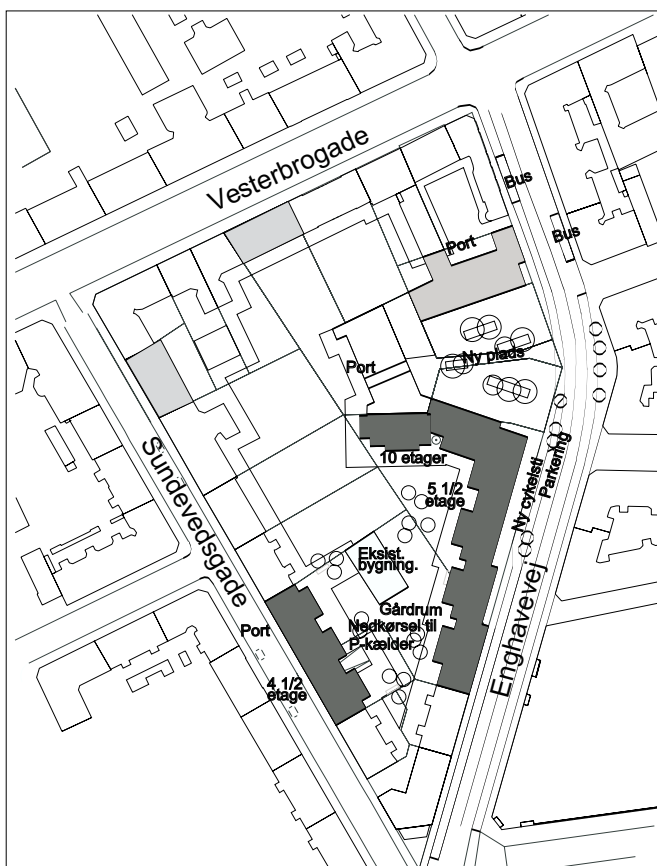 Vesterbrogade
Bus
Bus
Port
Ny plads
Port
10 etager
5 1/2
etage
Ny cykelsti
Parkering
Sundevedsgade
Eksist.
bygning.
Gårdrum
Nedkørsel til
P-kælder
Port
4 1/2
etage
Enghavevej